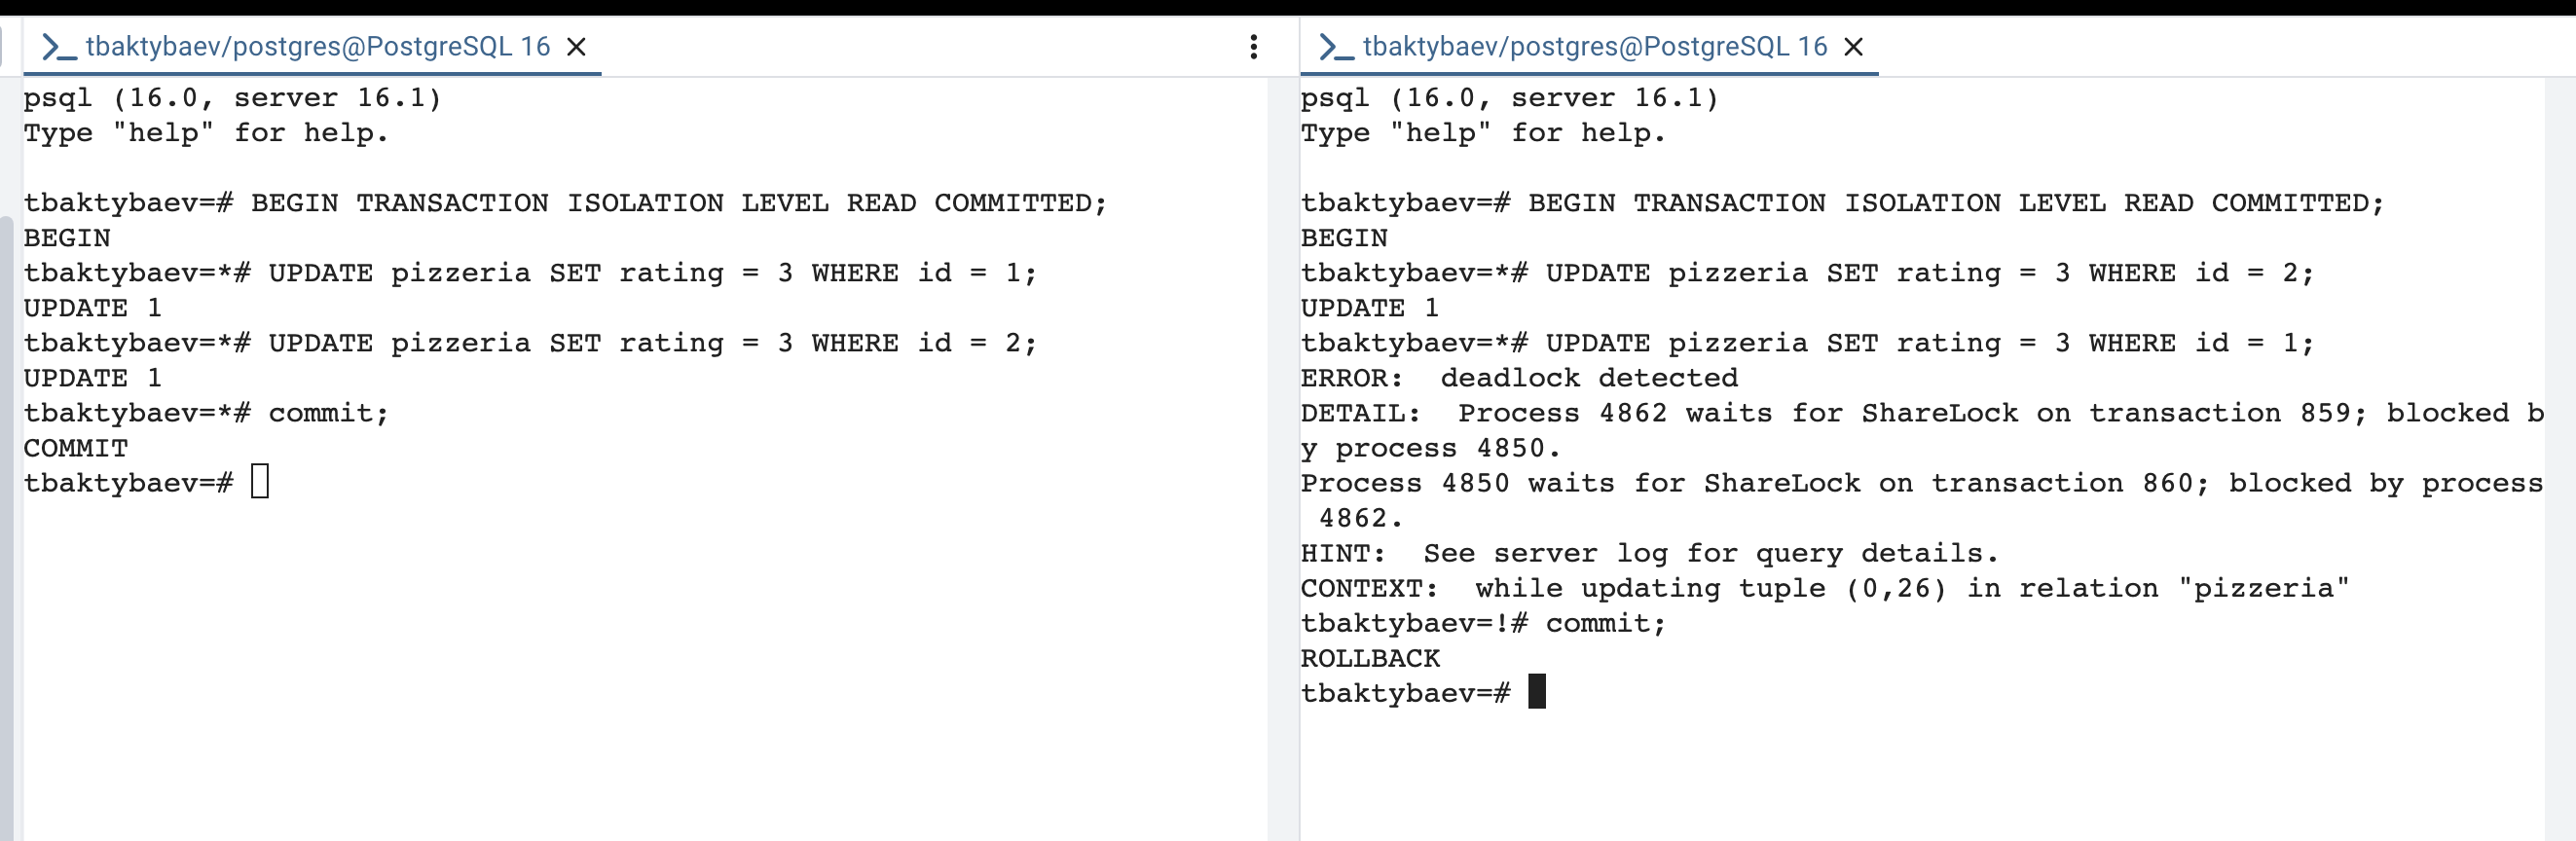 tbaktybaev/postgres@PostgreSQL 16
psql (16.0, server 16.1)
Type "help" for help.
tbaktybaev=# BEGIN TRANSACTION ISOLATION LEVEL READ COMMITTED;
BEGIN
tbaktybaev=*# UPDATE pizzeria SET rating = 3 WHERE id = 1;
UPDATE 1
tbaktybaev=*# UPDATE pizzeria SET rating = 3 WHERE id = 2;
UPDATE 1
tbaktybaev=*# commit;
COMMIT
tbaktybaev=#
tbaktybaev/postgres@PostgreSQL 16
psql (16.0, server 16.1)
Type "help" for help.
tbaktybaev=# BEGIN TRANSACTION ISOLATION LEVEL READ COMMITTED;
BEGIN
tbaktybaev=*# UPDATE pizzeria SET rating = 3 WHERE id = 2;
UPDATE 1
tbaktybaev=*# UPDATE pizzeria SET rating = 3 WHERE id = 1;
ERROR:  deadlock detected
DETAIL:  Process 4862 waits for ShareLock on transaction 859; blocked b
y process 4850.
Process 4850 waits for ShareLock on transaction 860; blocked by process
 4862.
HINT:  See server log for query details.
CONTEXT:  while updating tuple (0,26) in relation "pizzeria"
tbaktybaev=!# commit;
ROLLBACK
tbaktybaev=#